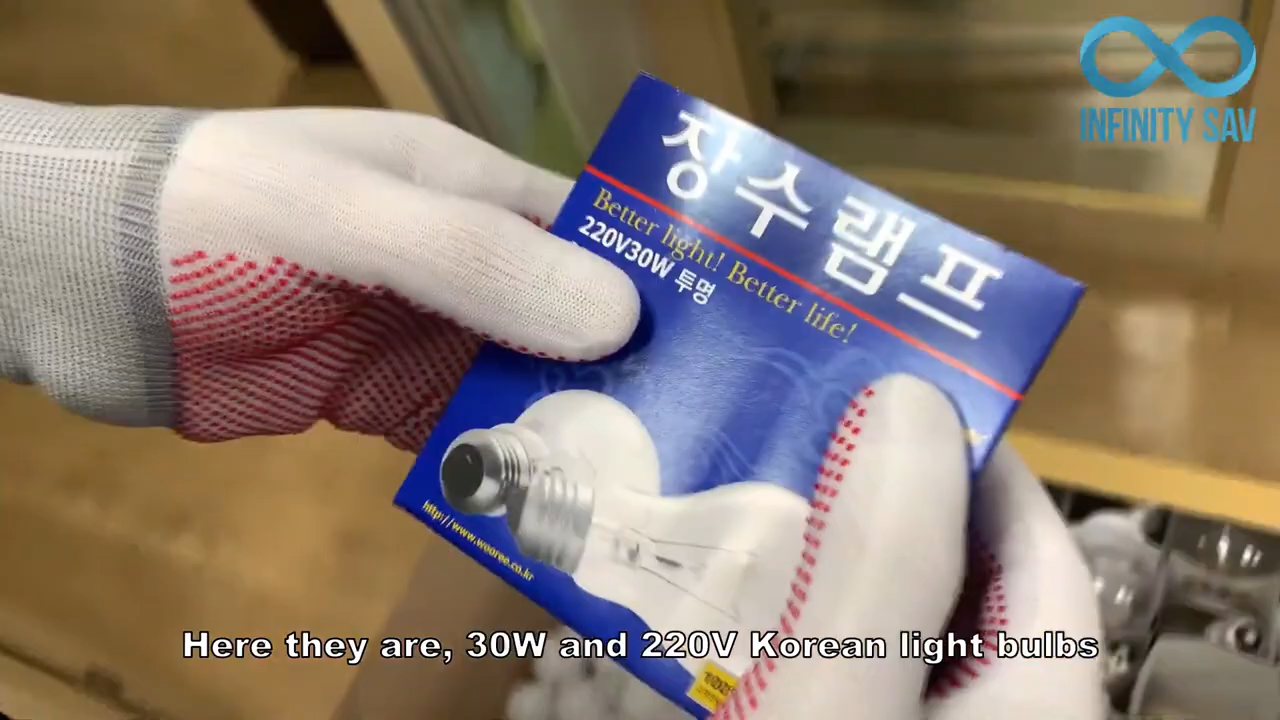 INFINITY SAV
장수램프
Better light! Better life!
220V30W 투명
http://www.wooree.co.kr
Here they are, 30W and 220V Korean light bulbs